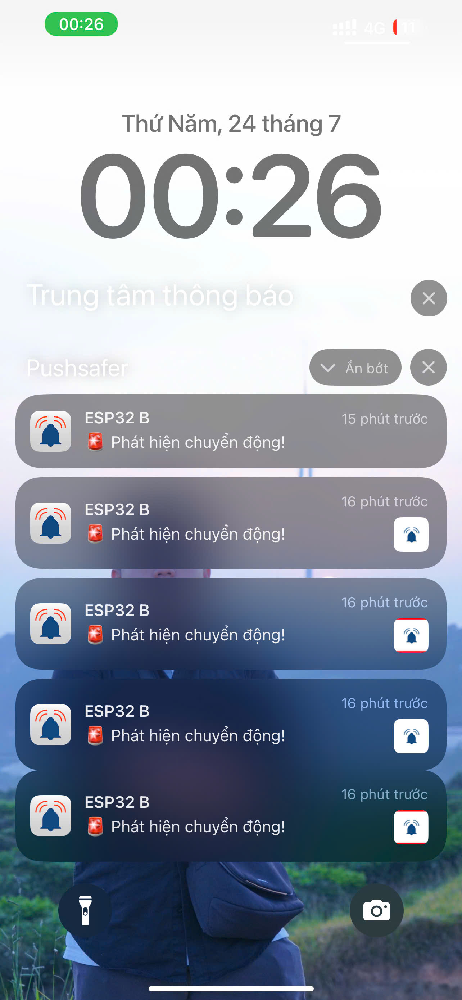 00:26
4G 11
Thứ Năm, 24 tháng 7
00:26
Trung tâm thông báo
Pushsafer
Ẩn bớt
ESP32 B
15 phút trước
🚨 Phát hiện chuyển động!
ESP32 B
16 phút trước
🚨 Phát hiện chuyển động!
ESP32 B
16 phút trước
🚨 Phát hiện chuyển động!
ESP32 B
16 phút trước
🚨 Phát hiện chuyển động!
ESP32 B
16 phút trước
🚨 Phát hiện chuyển động!